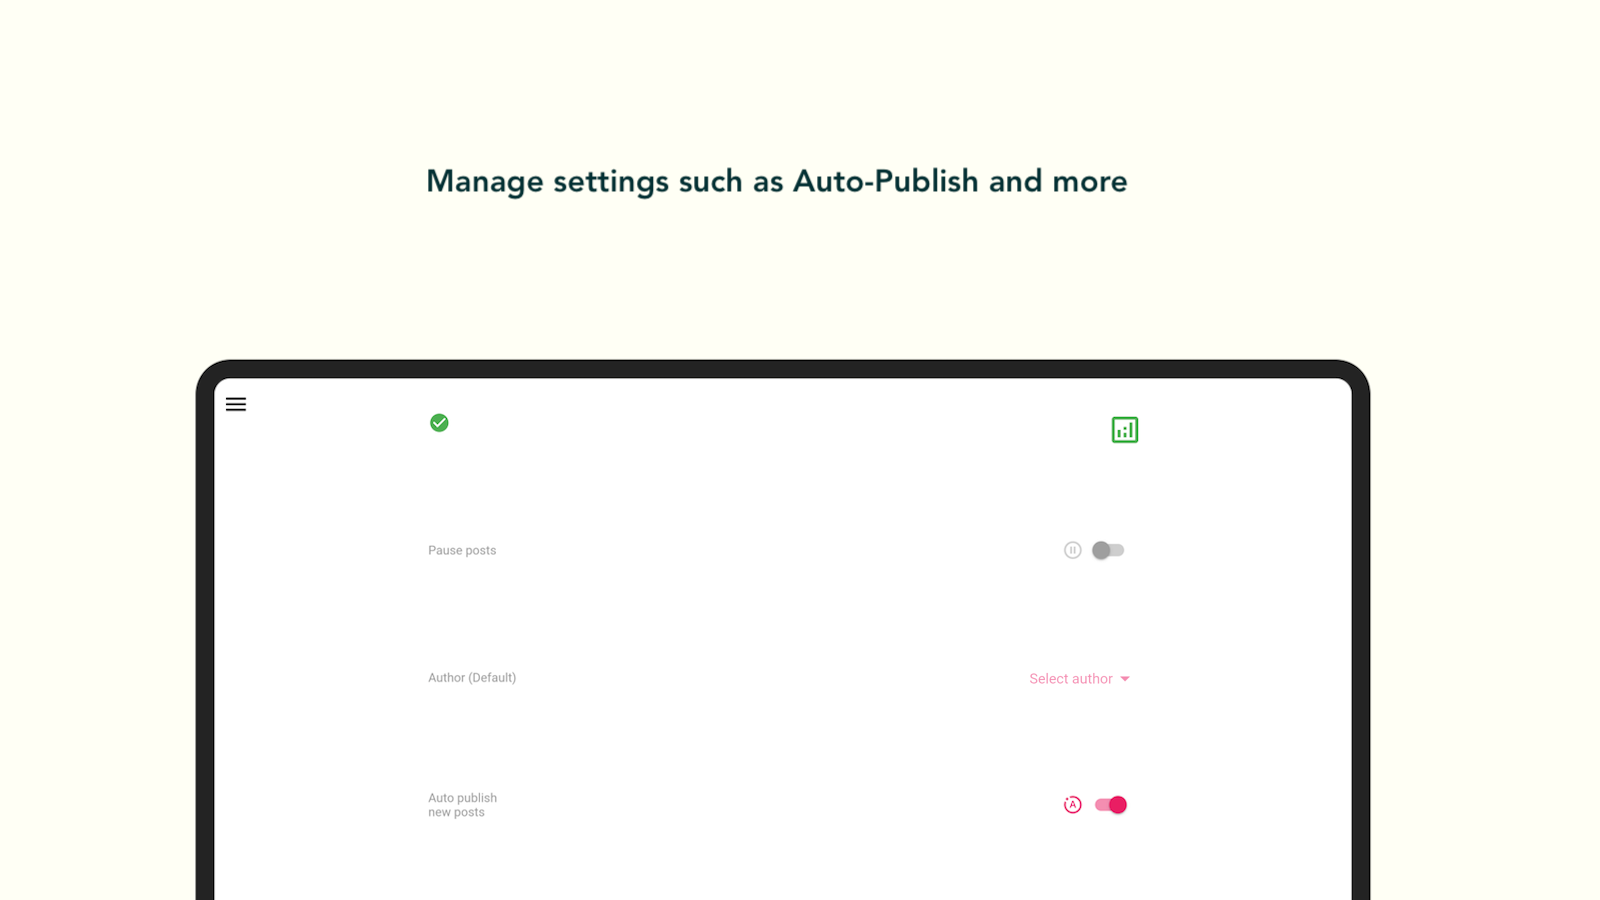 Manage settings such as Auto-Publish and more
Pause posts
Author (Default)
Select author
Auto publish
new posts
A